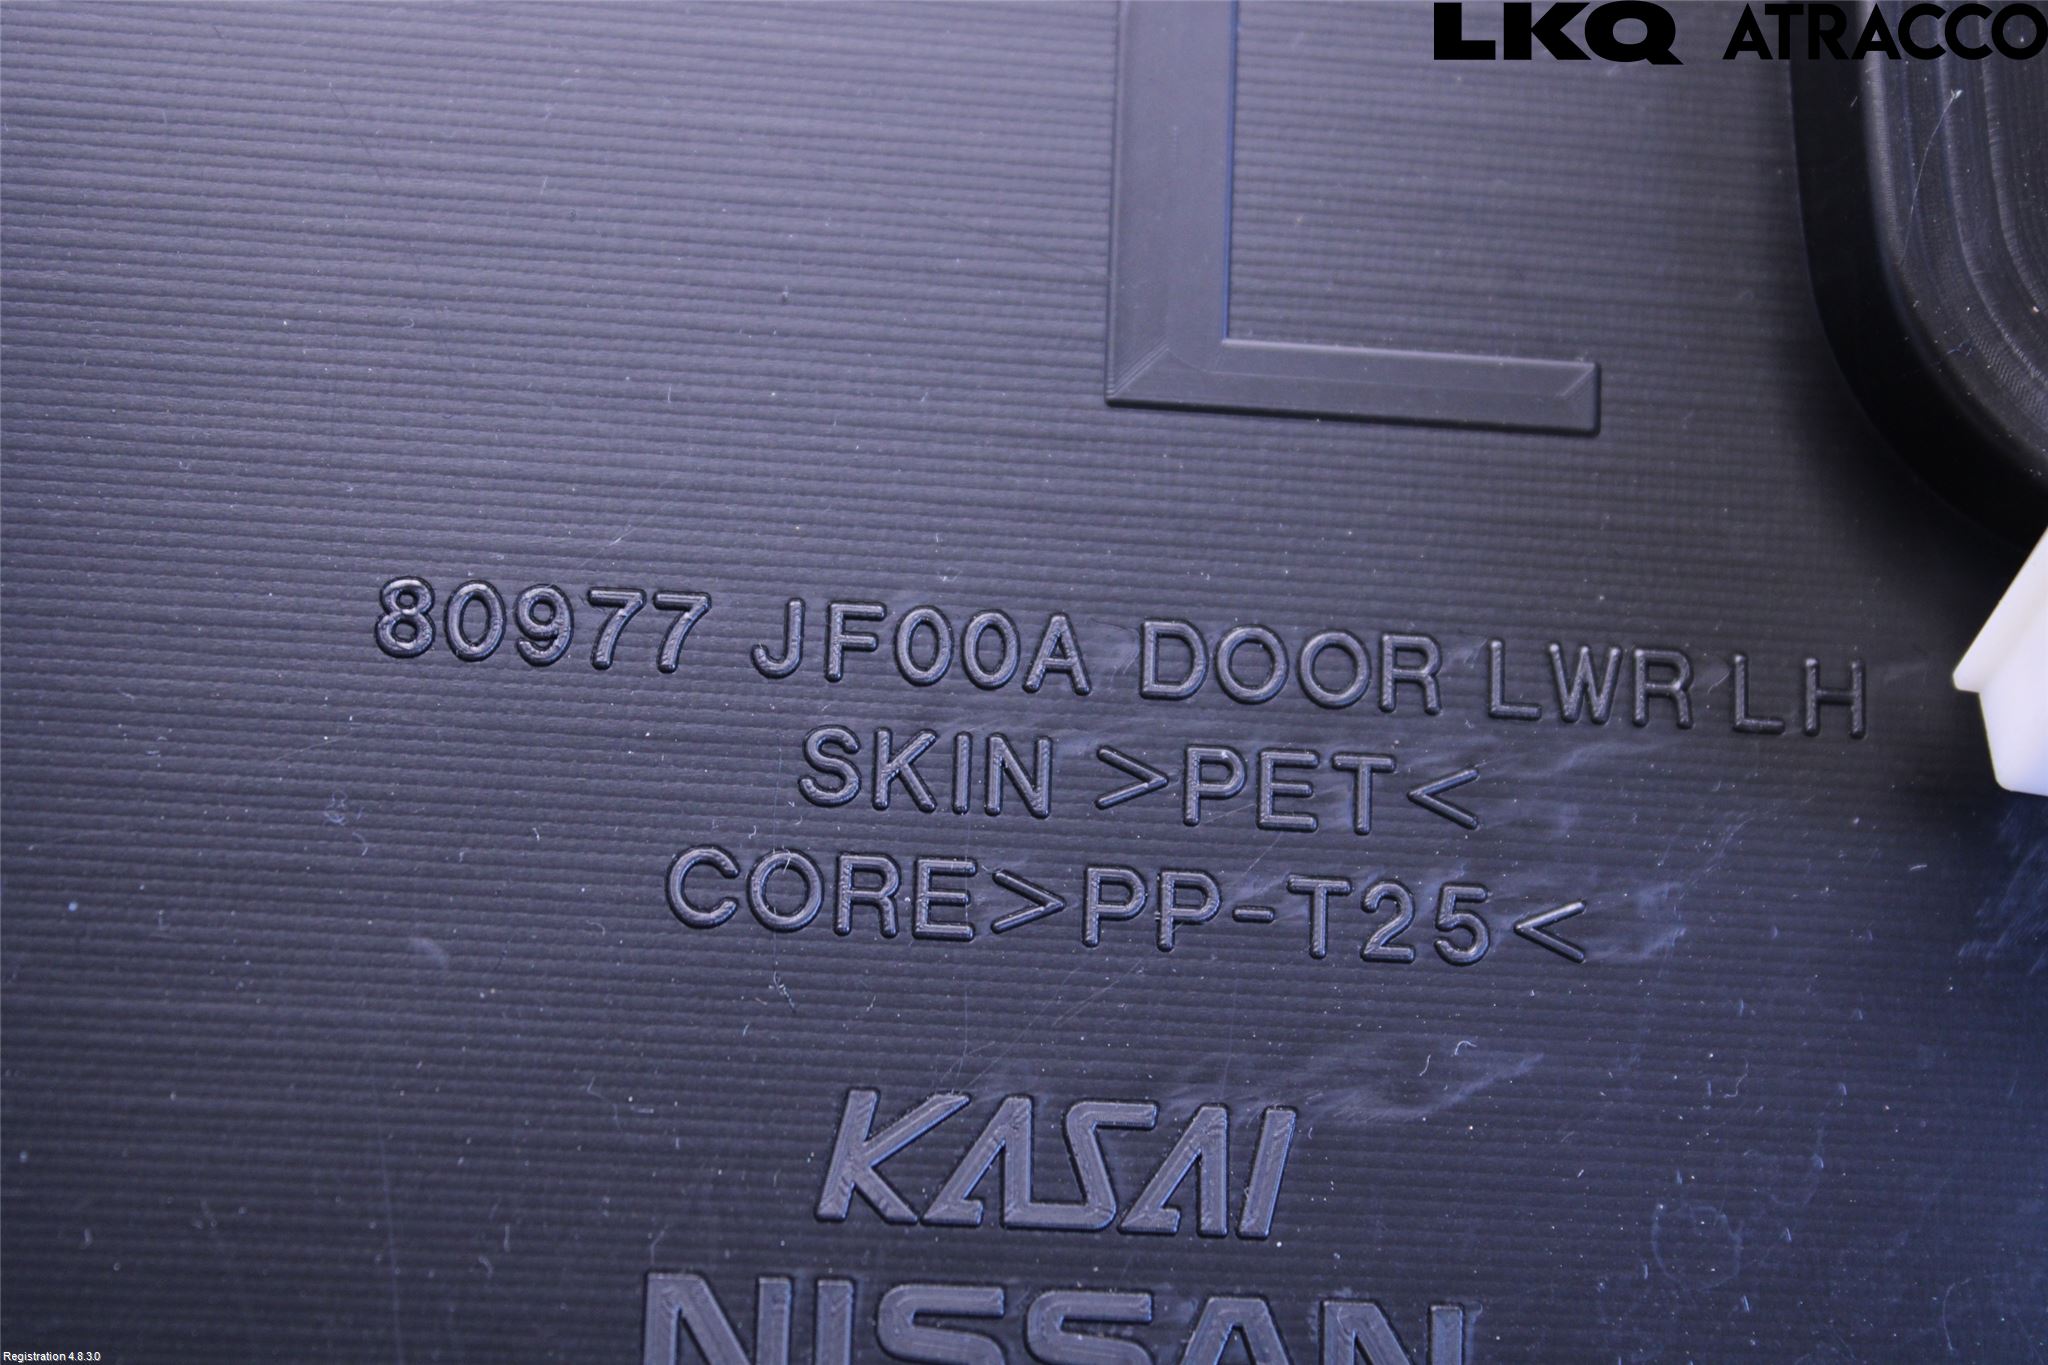 LKQ ATRACCO
L
80977 JF00A DOOR LWR LH
SKIN >PET<
CORE>PP-T25<
KASAI
NISSAN
Registration 4.8.3.0